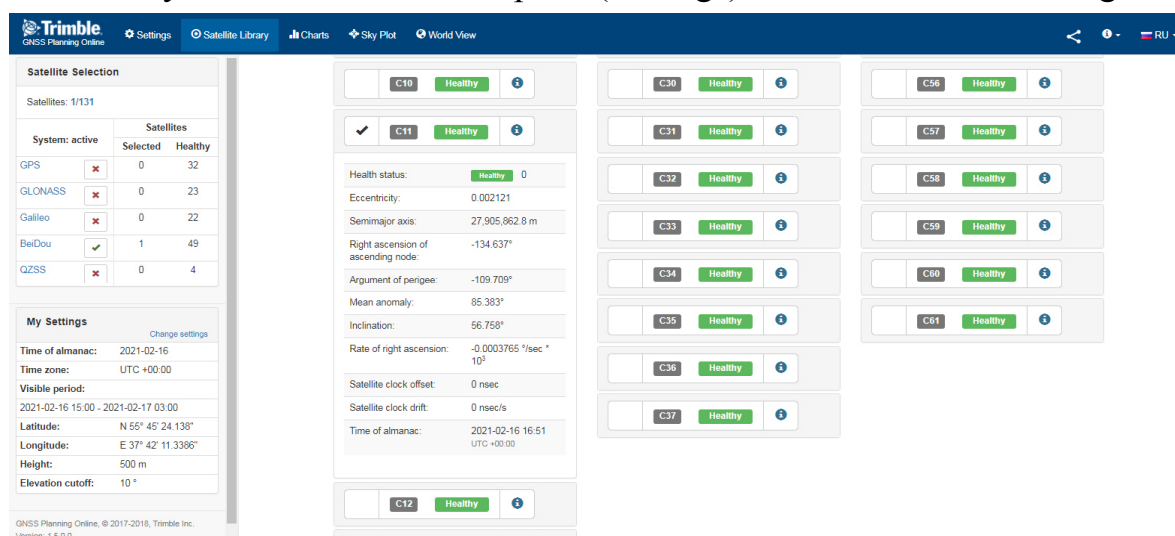 Trimble.
GNSS Planning Online
Settings
Satellite Library
Charts
Sky Plot
World View
RU
Satellite Selection
Satellites: 1/131
System: active
Satellites
Selected Healthy
GPS 0 32
GLONASS 0 23
Galileo 0 22
BeiDou 1 49
QZSS 0 4
My Settings
Change settings
Time of almanac: 2021-02-16
Time zone: UTC +00:00
Visible period:
2021-02-16 15:00 - 2021-02-17 03:00
Latitude: N 55° 45' 24.138"
Longitude: E 37° 42' 11.3386"
Height: 500 m
Elevation cutoff: 10 °
GNSS Planning Online, © 2017-2018, Trimble Inc.
Version: 1.5.0.0
C10 Healthy
C11 Healthy
Health status: Healthy 0
Eccentricity: 0.002121
Semimajor axis: 27,905,862.8 m
Right ascension of
ascending node: -134.637°
Argument of perigee: -109.709°
Mean anomaly: 85.383°
Inclination: 56.758°
Rate of right ascension: -0.0003765 °/sec *
10³
Satellite clock offset: 0 nsec
Satellite clock drift: 0 nsec/s
Time of almanac: 2021-02-16 16:51
UTC +00:00
C12 Healthy
C30 Healthy
C31 Healthy
C32 Healthy
C33 Healthy
C34 Healthy
C35 Healthy
C36 Healthy
C37 Healthy
C56 Healthy
C57 Healthy
C58 Healthy
C59 Healthy
C60 Healthy
C61 Healthy